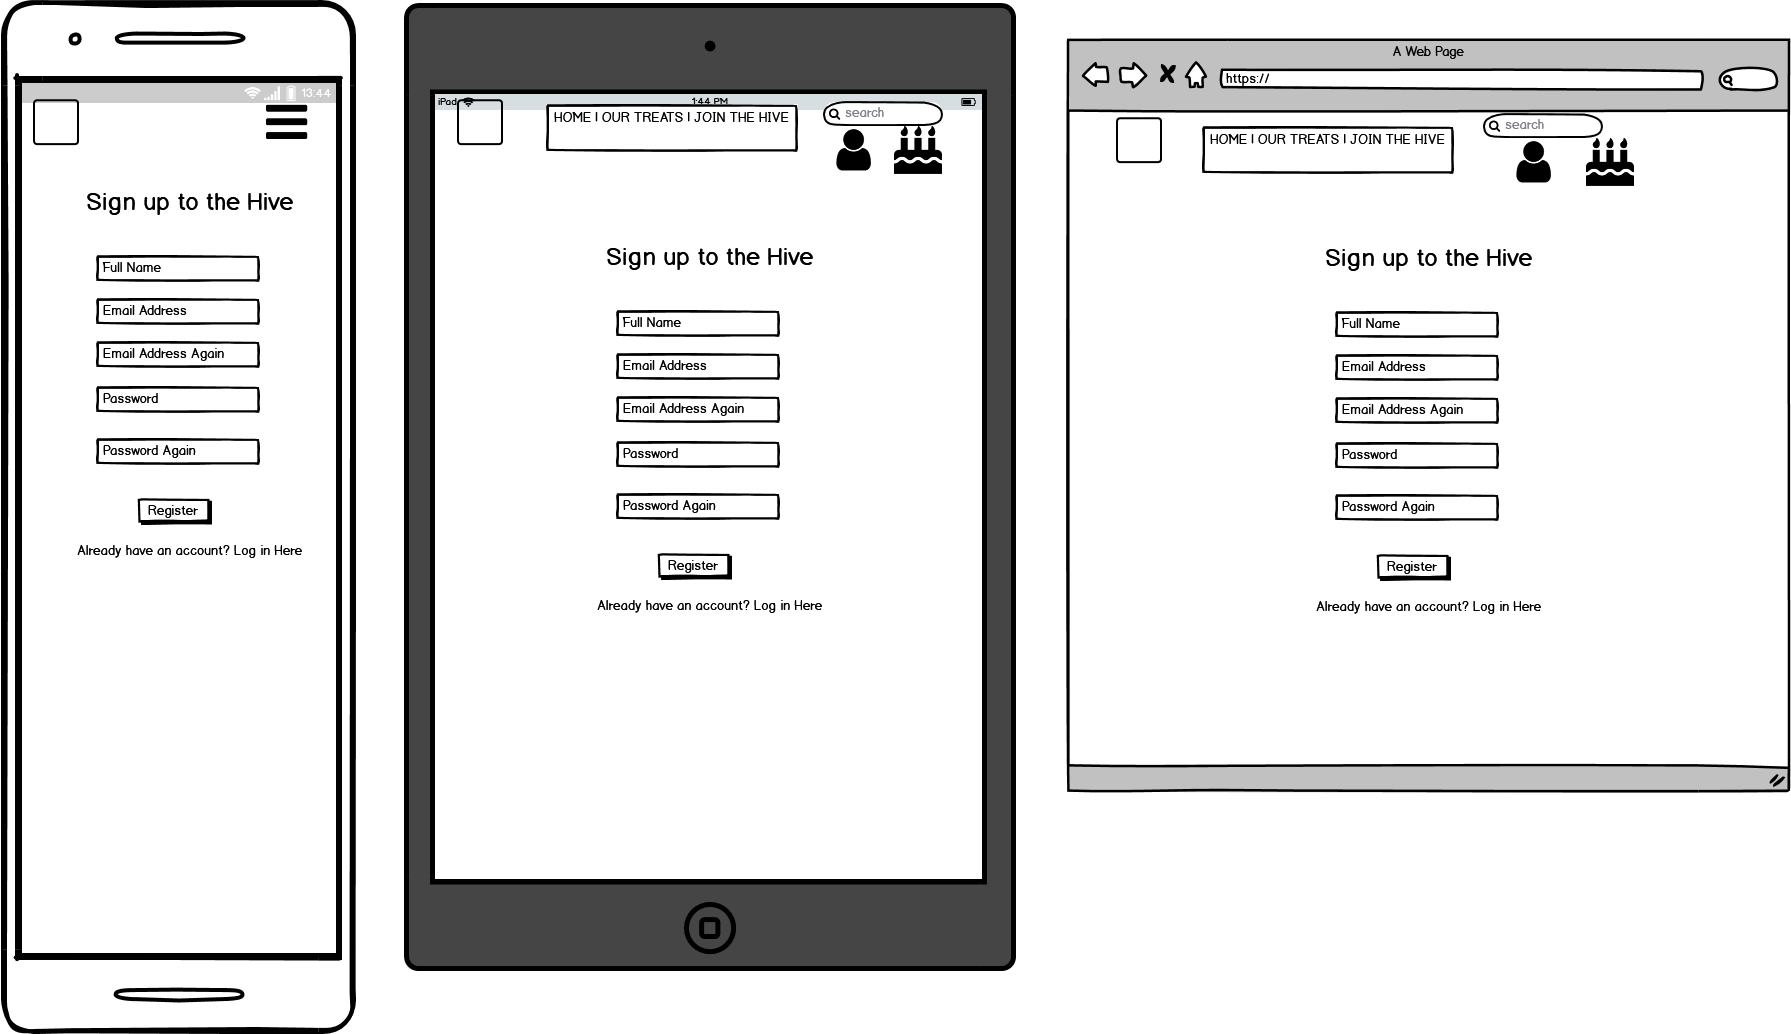 13:44
Sign up to the Hive
Full Name
Email Address
Email Address Again
Password
Password Again
Register
Already have an account? Log in Here
iPad
1:44 PM
HOME | OUR TREATS | JOIN THE HIVE
search
Sign up to the Hive
Full Name
Email Address
Email Address Again
Password
Password Again
Register
Already have an account? Log in Here
A Web Page
https://
HOME | OUR TREATS | JOIN THE HIVE
search
Sign up to the Hive
Full Name
Email Address
Email Address Again
Password
Password Again
Register
Already have an account? Log in Here